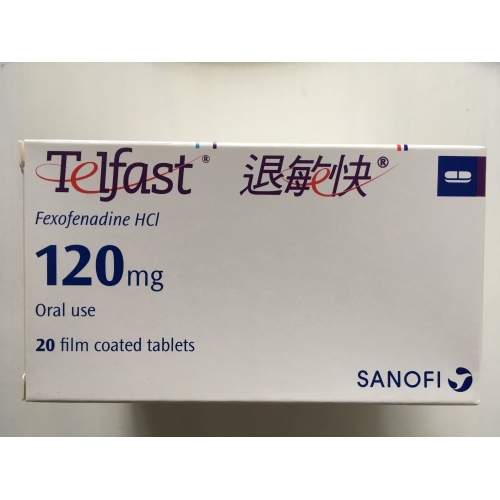 Telfast® 退敏快®
Fexofenadine HCl
120mg
Oral use
20 film coated tablets
SANOFI